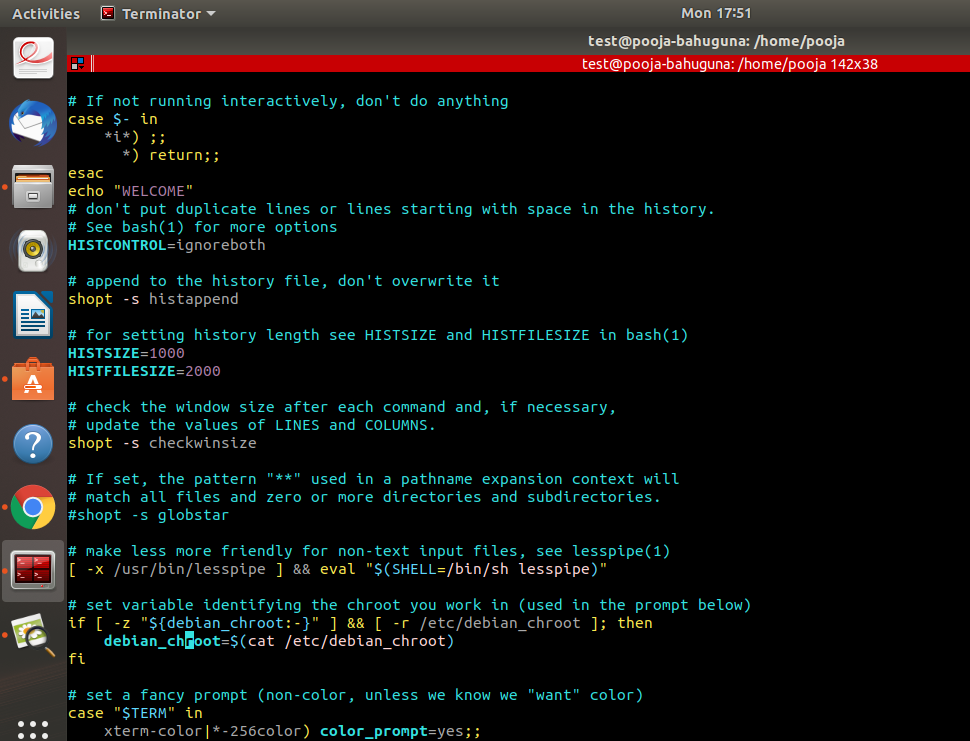 Activities Terminator Mon 17:51
test@pooja-bahuguna: /home/pooja
test@pooja-bahuguna: /home/pooja 142x38
# If not running interactively, don't do anything
case $- in
    *i*) ;;
      *) return;;
esac
echo "WELCOME"
# don't put duplicate lines or lines starting with space in the history.
# See bash(1) for more options
HISTCONTROL=ignoreboth
# append to the history file, don't overwrite it
shopt -s histappend
# for setting history length see HISTSIZE and HISTFILESIZE in bash(1)
HISTSIZE=1000
HISTFILESIZE=2000
# check the window size after each command and, if necessary,
# update the values of LINES and COLUMNS.
shopt -s checkwinsize
# If set, the pattern "**" used in a pathname expansion context will
# match all files and zero or more directories and subdirectories.
#shopt -s globstar
# make less more friendly for non-text input files, see lesspipe(1)
[ -x /usr/bin/lesspipe ] && eval "$(SHELL=/bin/sh lesspipe)"
# set variable identifying the chroot you work in (used in the prompt below)
if [ -z "${debian_chroot:-}" ] && [ -r /etc/debian_chroot ]; then
    debian_chroot=$(cat /etc/debian_chroot)
fi
# set a fancy prompt (non-color, unless we know we "want" color)
case "$TERM" in
    xterm-color|*-256color) color_prompt=yes;;